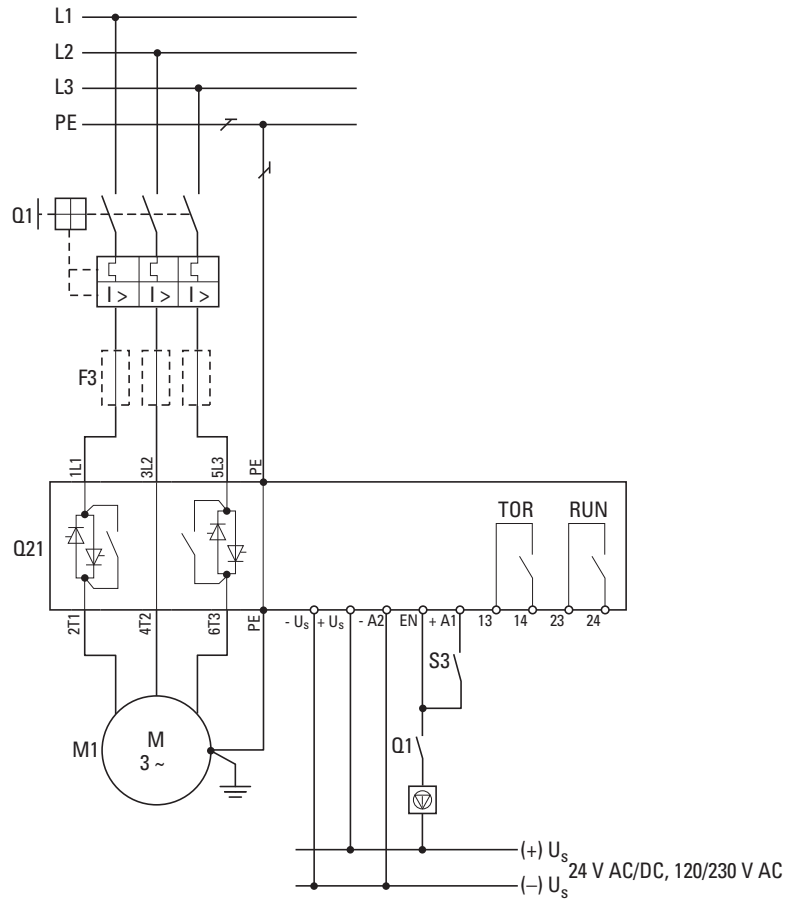 L1
L2
L3
PE
Q1
I > I > I >
F3
1L1 3L2 5L3 PE
TOR RUN
Q21
2T1 4T2 6T3 PE
- Us + Us - A2 EN + A1 13 14 23 24
S3
Q1
M1
M
3 ~
(+) Us
24 V AC/DC, 120/230 V AC
(–) Us